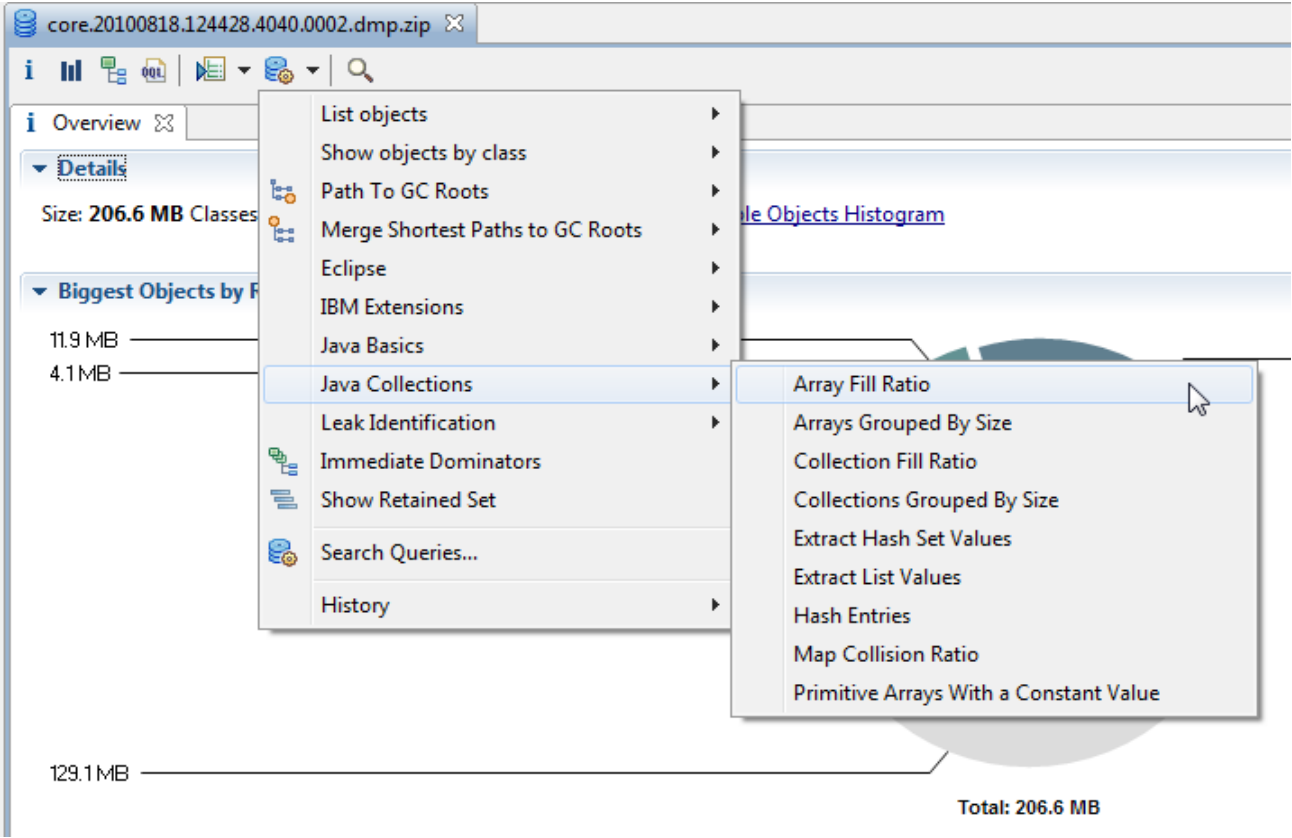 core.20100818.124428.4040.0002.dmp.zip
i OQL
i Overview
Details
Size: 206.6 MB Classes
Objects Histogram
Biggest Objects by
11.9 MB
4.1 MB
129.1 MB
Total: 206.6 MB
List objects
Show objects by class
Path To GC Roots
Merge Shortest Paths to GC Roots
Eclipse
IBM Extensions
Java Basics
Java Collections
Leak Identification
Immediate Dominators
Show Retained Set
Search Queries...
History
Array Fill Ratio
Arrays Grouped By Size
Collection Fill Ratio
Collections Grouped By Size
Extract Hash Set Values
Extract List Values
Hash Entries
Map Collision Ratio
Primitive Arrays With a Constant Value